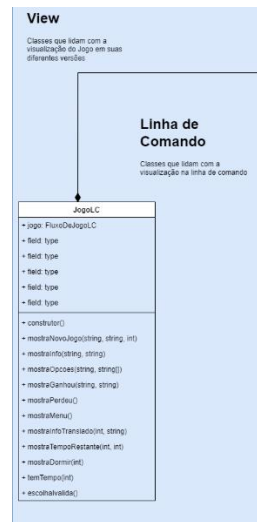 View
Classes que lidam com a
visualização do Jogo em suas
diferentes versões
Linha de
Comando
Classes que lidam com a
visualização na linha de comando
JogoLC
+ jogo: FluxoDeJogoLC
+ field: type
+ field: type
+ field: type
+ field: type
+ field: type
+ construtor()
+ mostraNovoJogo(string, string, int)
+ mostraInfo(string, string)
+ mostraOpcoes(string, string[])
+ mostraGanhou(string, string)
+ mostraPerdeu()
+ mostraMenu()
+ mostraInfoTranslado(int, string)
+ mostraTempoRestante(int, int)
+ mostraDormir(int)
+ temTempo(int)
+ escolhaInvalida()